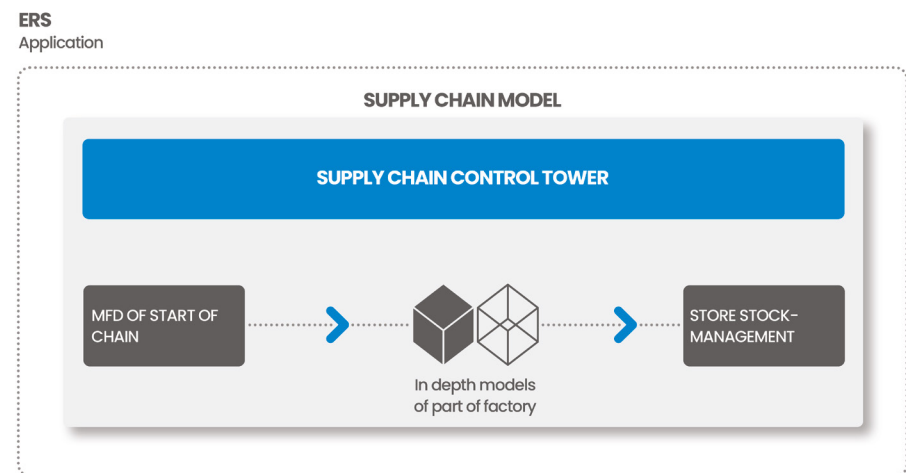 ERS
Application
SUPPLY CHAIN MODEL
SUPPLY CHAIN CONTROL TOWER
MFD OF START OF
CHAIN
In depth models
of part of factory
STORE STOCK-
MANAGEMENT